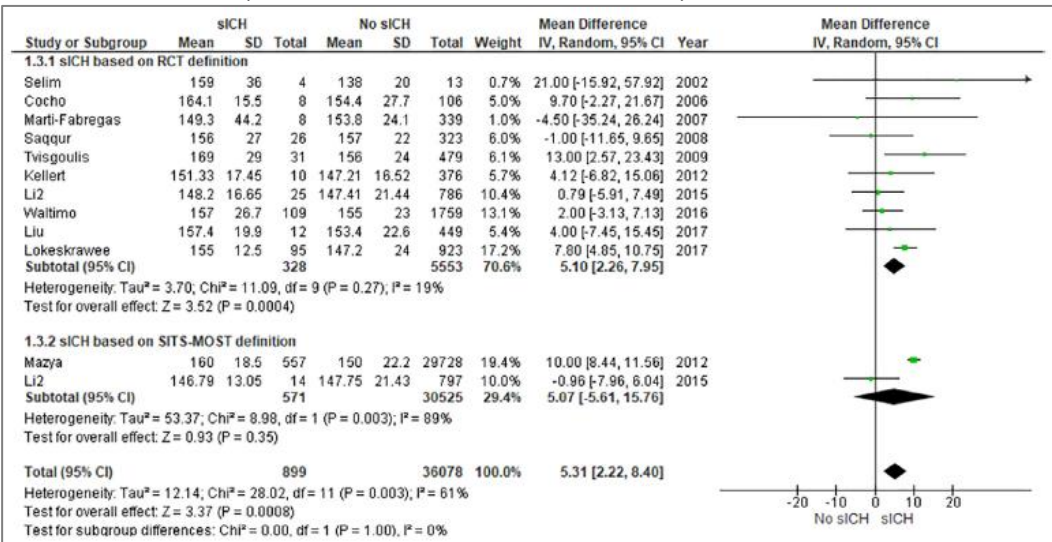 sICH No sICH Mean Difference Mean Difference
Study or Subgroup Mean SD Total Mean SD Total Weight IV, Random, 95% CI Year IV, Random, 95% CI
1.3.1 sICH based on RCT definition
Selim 159 36 4 138 20 13 0.7% 21.00 [-15.92, 57.92] 2002
Cocho 164.1 15.5 8 154.4 27.7 106 5.0% 9.70 [-2.27, 21.67] 2006
Marti-Fabregas 149.3 44.2 8 153.8 24.1 339 1.0% -4.50 [-35.24, 26.24] 2007
Saqqur 156 27 26 157 22 323 6.0% -1.00 [-11.65, 9.65] 2008
Tvisgoulis 169 29 31 156 24 479 6.1% 13.00 [2.57, 23.43] 2009
Kellert 151.33 17.45 10 147.21 16.52 376 5.7% 4.12 [-6.82, 15.06] 2012
Li2 148.2 16.65 25 147.41 21.44 786 10.4% 0.79 [-5.91, 7.49] 2015
Waltimo 157 26.7 109 155 23 1759 13.1% 2.00 [-3.13, 7.13] 2016
Liu 157.4 19.9 12 153.4 22.6 449 5.4% 4.00 [-7.45, 15.45] 2017
Lokeskrawee 155 12.5 95 147.2 24 923 17.2% 7.80 [4.85, 10.75] 2017
Subtotal (95% CI) 328 5553 70.6% 5.10 [2.26, 7.95]
Heterogeneity: Tau² = 3.70; Chi² = 11.09, df = 9 (P = 0.27); I² = 19%
Test for overall effect: Z = 3.52 (P = 0.0004)
1.3.2 sICH based on SITS-MOST definition
Mazya 160 18.5 557 150 22.2 29728 19.4% 10.00 [8.44, 11.56] 2012
Li2 146.79 13.05 14 147.75 21.43 797 10.0% -0.96 [-7.96, 6.04] 2015
Subtotal (95% CI) 571 30525 29.4% 5.07 [-5.61, 15.76]
Heterogeneity: Tau² = 53.37; Chi² = 8.98, df = 1 (P = 0.003); I² = 89%
Test for overall effect: Z = 0.93 (P = 0.35)
Total (95% CI) 899 36078 100.0% 5.31 [2.22, 8.40]
Heterogeneity: Tau² = 12.14; Chi² = 28.02, df = 11 (P = 0.003); I² = 61%
Test for overall effect: Z = 3.37 (P = 0.0008)
Test for subgroup differences: Chi² = 0.00, df = 1 (P = 1.00), I² = 0%
-20 -10 0 10 20
No sICH sICH